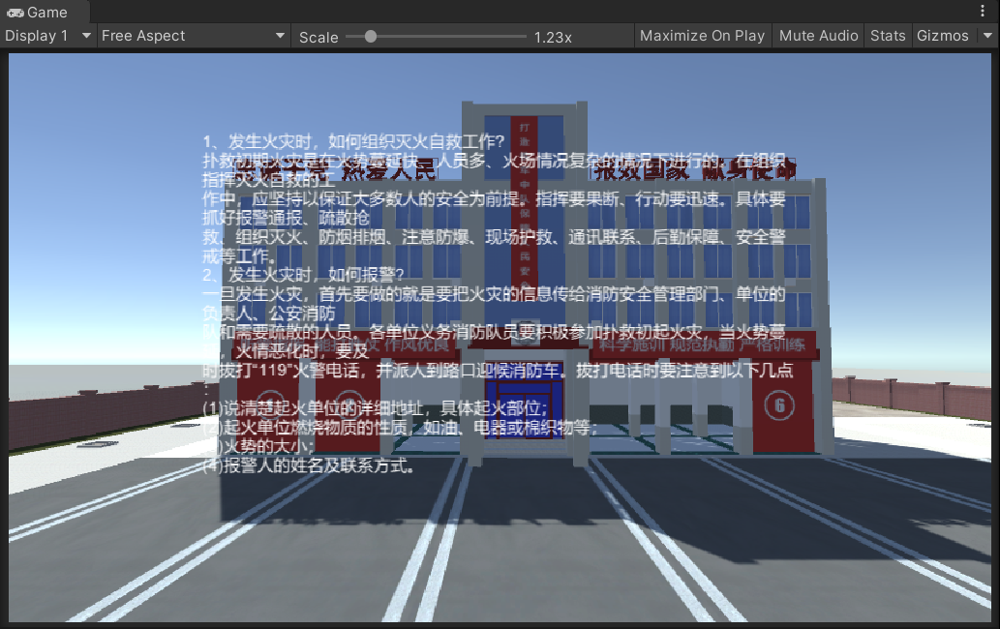 Game
Display 1
Free Aspect
Scale
1.23x
Maximize On Play
Mute Audio
Stats
Gizmos
热爱人民
报效国家 献身使命
1、发生火灾时，如何组织灭火自救工作?
扑救初期火灾是在火势蔓延快、人员多、火场情况复杂的情况下进行的。在组织
指挥灭火自救的工
作中，应坚持以保证大多数人的安全为前提。指挥要果断、行动要迅速。具体要
抓好报警通报、疏散抢
救、组织灭火、防烟排烟、注意防爆、现场护救、通讯联系、后勤保障、安全警
戒等工作。
2、发生火灾时，如何报警?
一旦发生火灾，首先要做的就是要把火灾的信息传给消防安全管理部门、单位的
负责人、公安消防
队和需要疏散的人员。各单位义务消防队员要积极参加扑救初起火灾，当火势蔓
，火情恶化时，要及
时拨打“119”火警电话，并派人到路口迎候消防车。拨打电话时要注意到以下几点
:
(1)说清楚起火单位的详细地址，具体起火部位;
(2)起火单位燃烧物质的性质，如油、电器或棉织物等;
火势的大小;
(4)报警人的姓名及联系方式。
作风优良
科学施训 规范执勤 严格训练
6